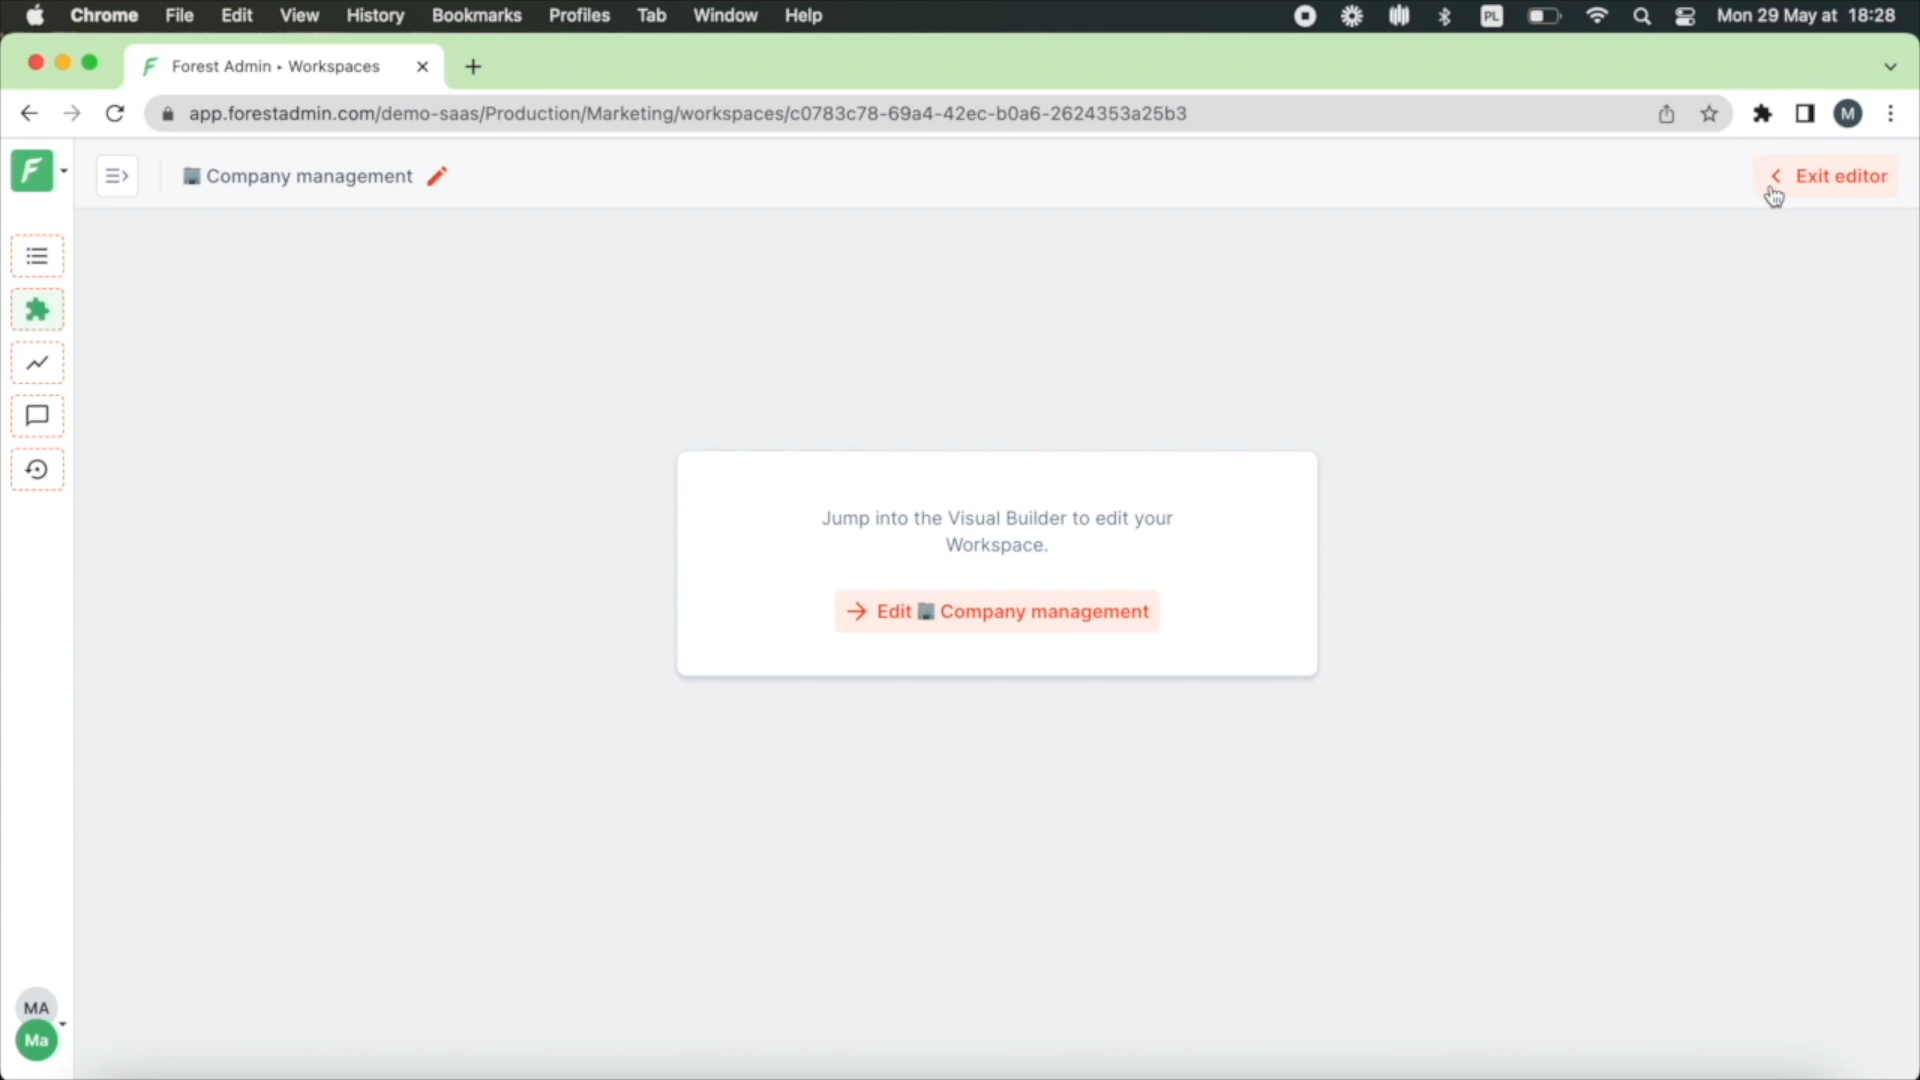 Chrome File Edit View History Bookmarks Profiles Tab Window Help PL Mon 29 May at 18:28
Forest Admin • Workspaces
app.forestadmin.com/demo-saas/Production/Marketing/workspaces/c0783c78-69a4-42ec-b0a6-2624353a25b3 M
Company management Exit editor
Jump into the Visual Builder to edit your
Workspace.
Edit Company management
MA
Ma